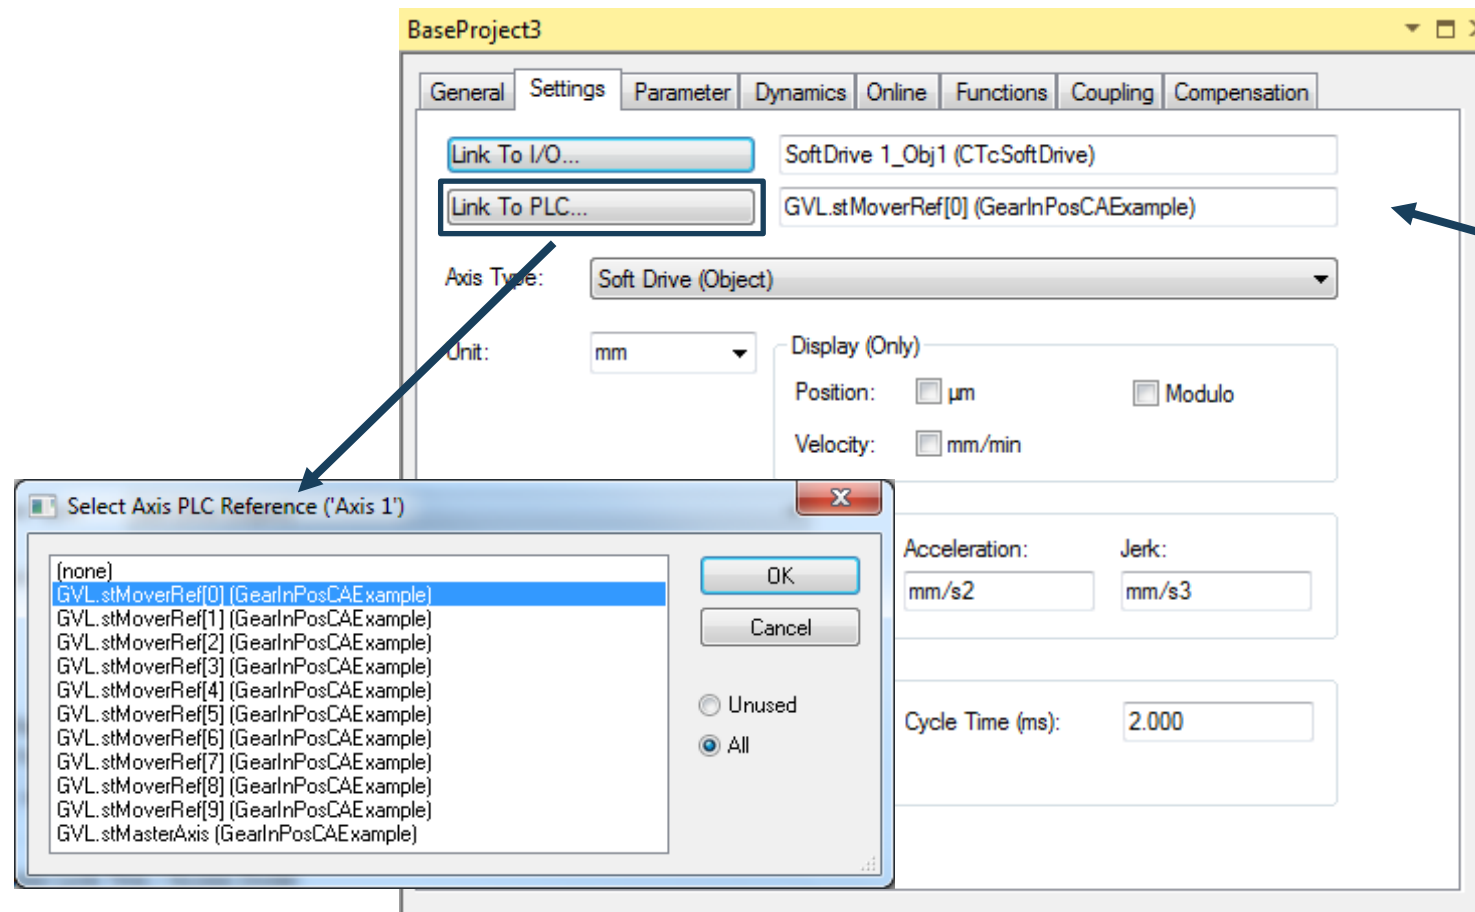 BaseProject3
General Settings Parameter Dynamics Online Functions Coupling Compensation
Link To I/O... SoftDrive 1_Obj1 (CTcSoftDrive)
Link To PLC... GVL.stMoverRef[0] (GearInPosCAExample)
Axis Type: Soft Drive (Object)
Unit: mm Display (Only)
Position: µm Modulo
Velocity: mm/min
Select Axis PLC Reference ('Axis 1')
(none)
GVL.stMoverRef[0] (GearInPosCAExample)
GVL.stMoverRef[1] (GearInPosCAExample)
GVL.stMoverRef[2] (GearInPosCAExample)
GVL.stMoverRef[3] (GearInPosCAExample)
GVL.stMoverRef[4] (GearInPosCAExample)
GVL.stMoverRef[5] (GearInPosCAExample)
GVL.stMoverRef[6] (GearInPosCAExample)
GVL.stMoverRef[7] (GearInPosCAExample)
GVL.stMoverRef[8] (GearInPosCAExample)
GVL.stMoverRef[9] (GearInPosCAExample)
GVL.stMasterAxis (GearInPosCAExample)
OK
Cancel
Unused
All
Acceleration: Jerk:
mm/s2 mm/s3
Cycle Time (ms): 2.000